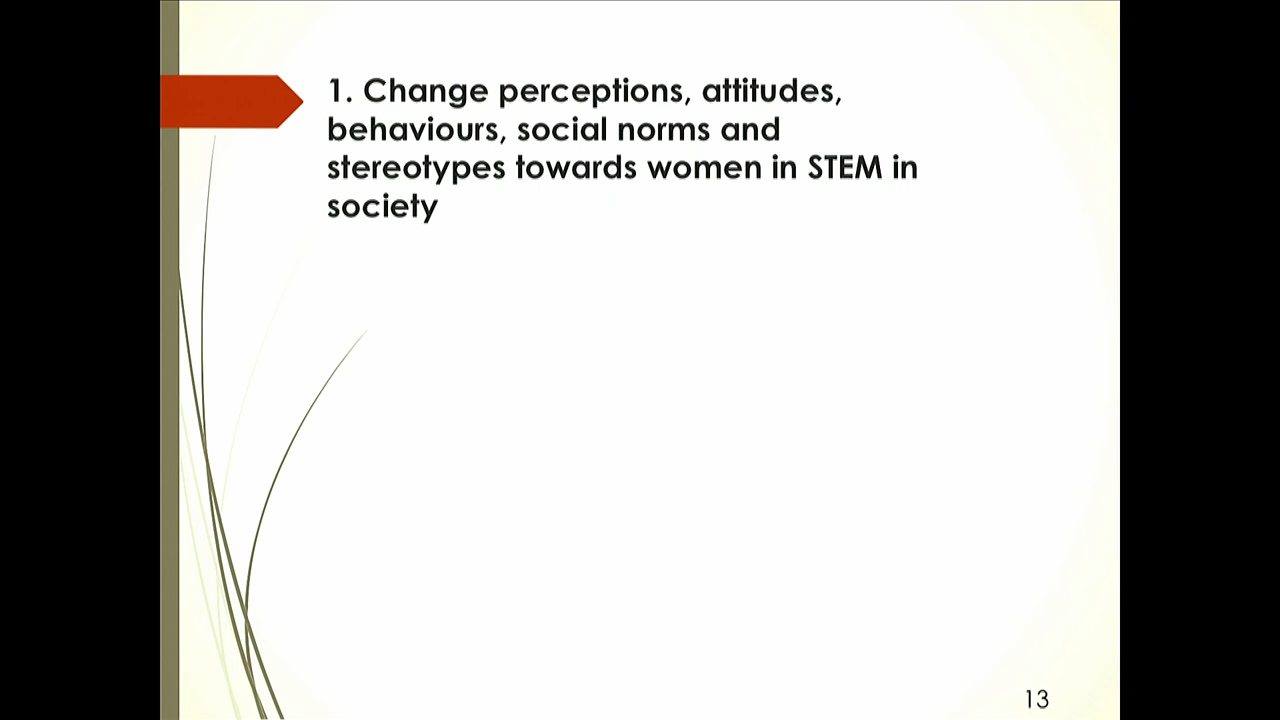 1. Change perceptions, attitudes,
behaviours, social norms and
stereotypes towards women in STEM in
society
13